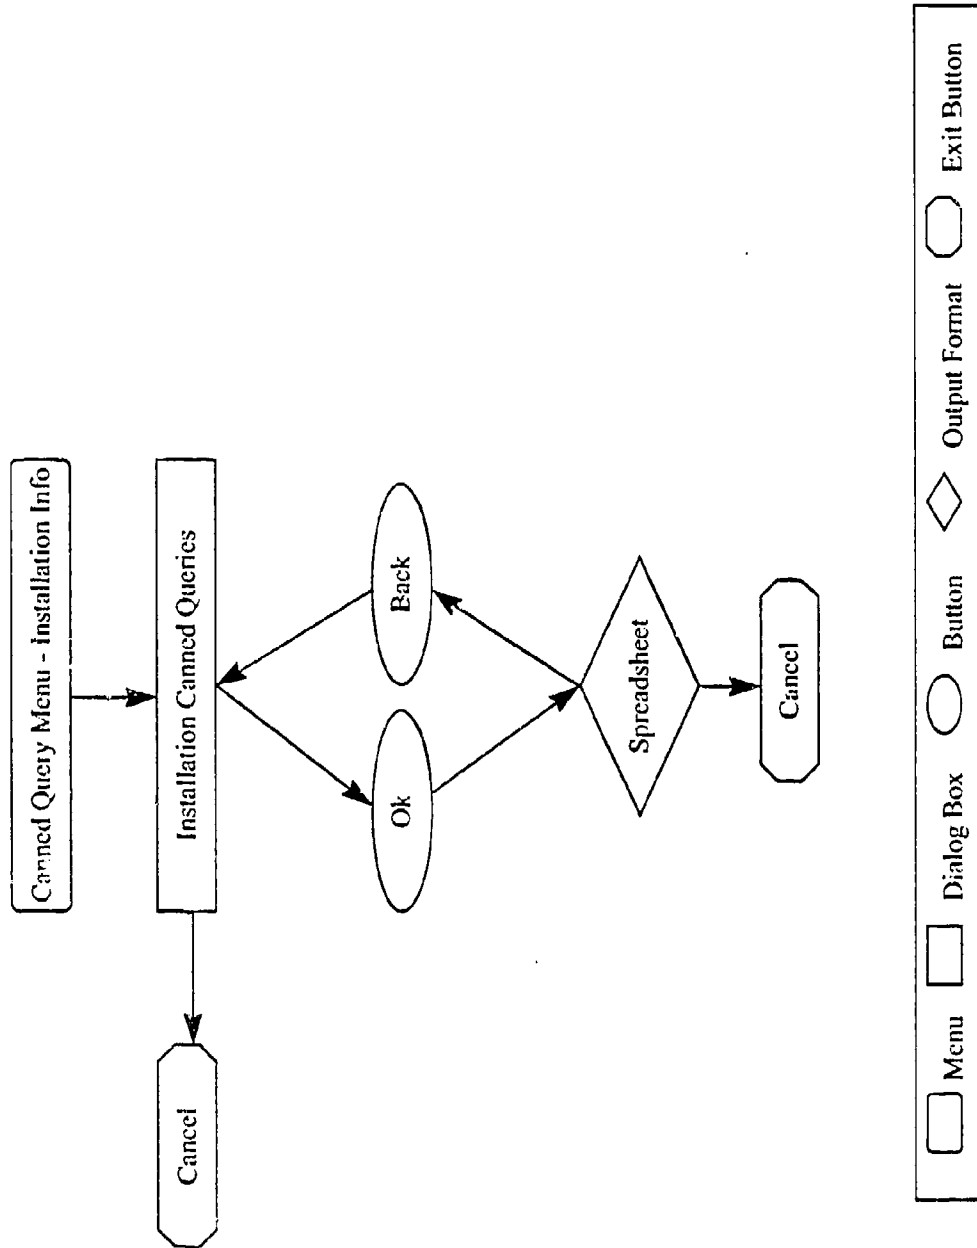 Canned Query Menu - Installation Info
Installation Canned Queries
Cancel
Ok
Back
Spreadsheet
Cancel
Menu
Dialog Box
Button
Output Format
Exit Button